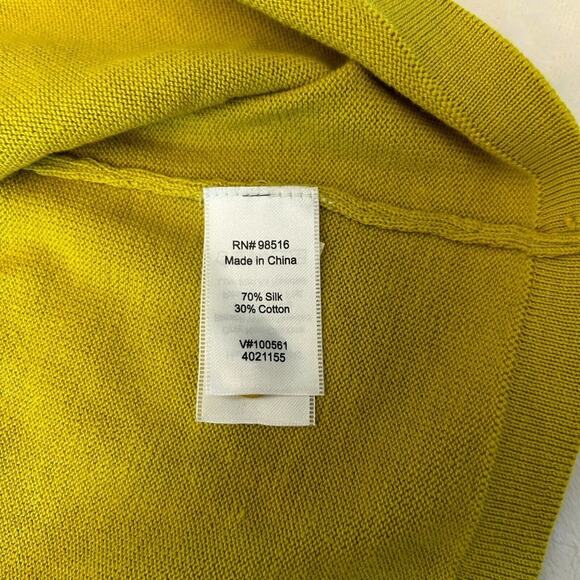 RN# 98516
Made in China
70% Silk
30% Cotton
V#100561
4021155